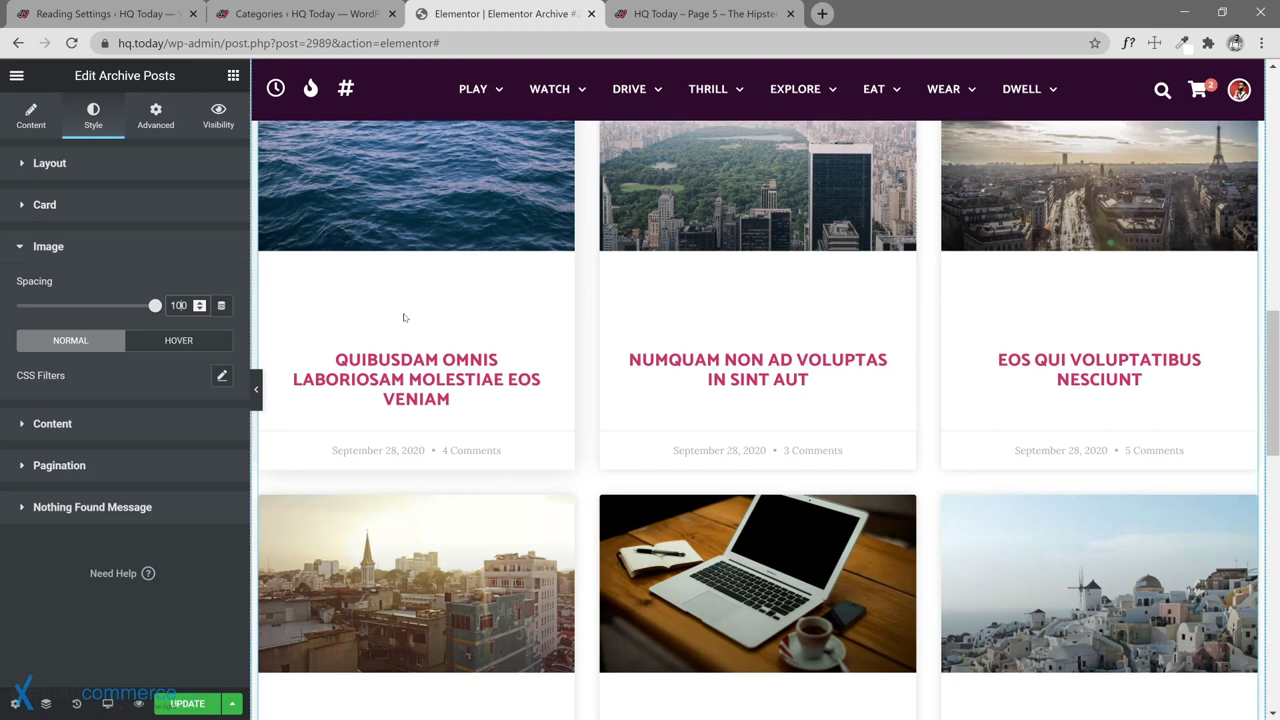 Reading Settings ‹ HQ Today —
Categories ‹ HQ Today — WordP
Elementor | Elementor Archive #2
HQ Today – Page 5 – The Hipster
hq.today/wp-admin/post.php?post=2989&action=elementor#
Edit Archive Posts
Content
Style
Advanced
Visibility
PLAY
WATCH
DRIVE
THRILL
EXPLORE
EAT
WEAR
DWELL
2
Layout
Card
Image
Spacing
100
NORMAL
HOVER
CSS Filters
Content
Pagination
Nothing Found Message
Need Help
UPDATE
commerce
QUIBUSDAM OMNIS
LABORIOSAM MOLESTIAE EOS
VENIAM
September 28, 2020 • 4 Comments
NUMQUAM NON AD VOLUPTAS
IN SINT AUT
September 28, 2020 • 3 Comments
EOS QUI VOLUPTATIBUS
NESCIUNT
September 28, 2020 • 5 Comments